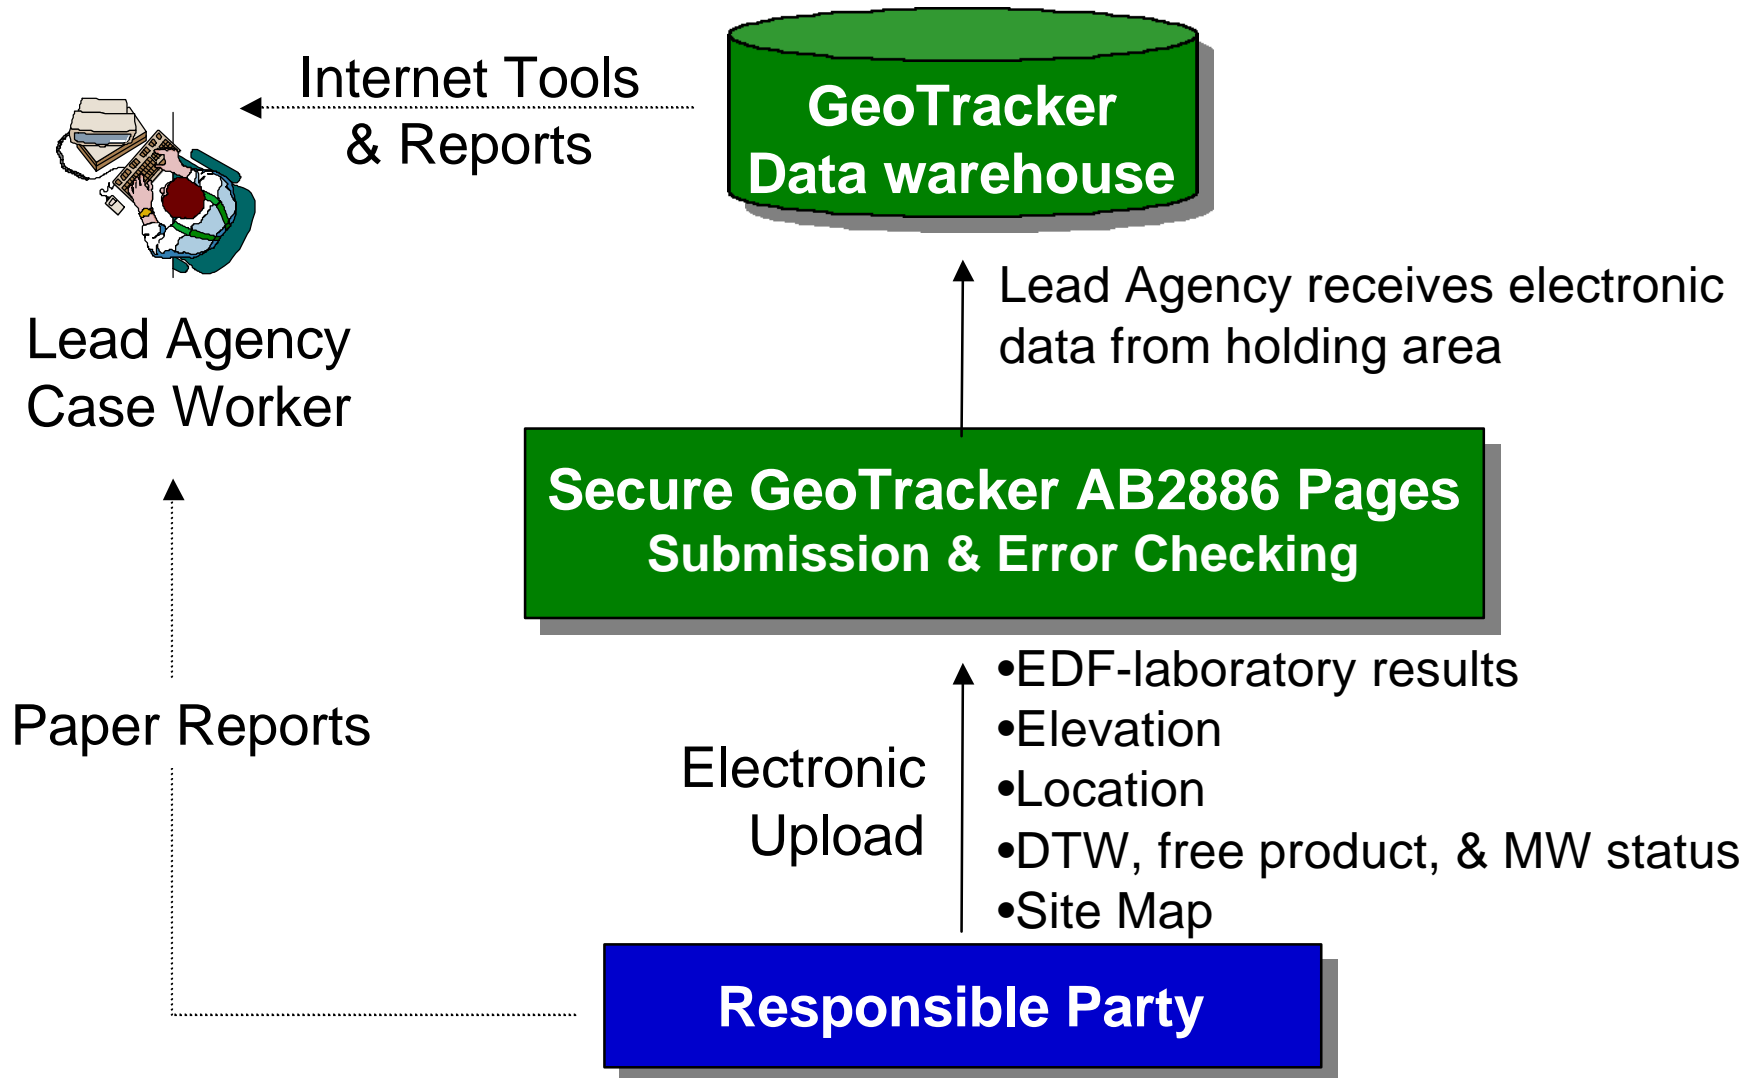 Internet Tools
& Reports
GeoTracker
Data warehouse
Lead Agency receives electronic
data from holding area
Lead Agency
Case Worker
Secure GeoTracker AB2886 Pages
Submission & Error Checking
Paper Reports
Electronic
Upload
•EDF-laboratory results
•Elevation
•Location
•DTW, free product, & MW status
•Site Map
Responsible Party